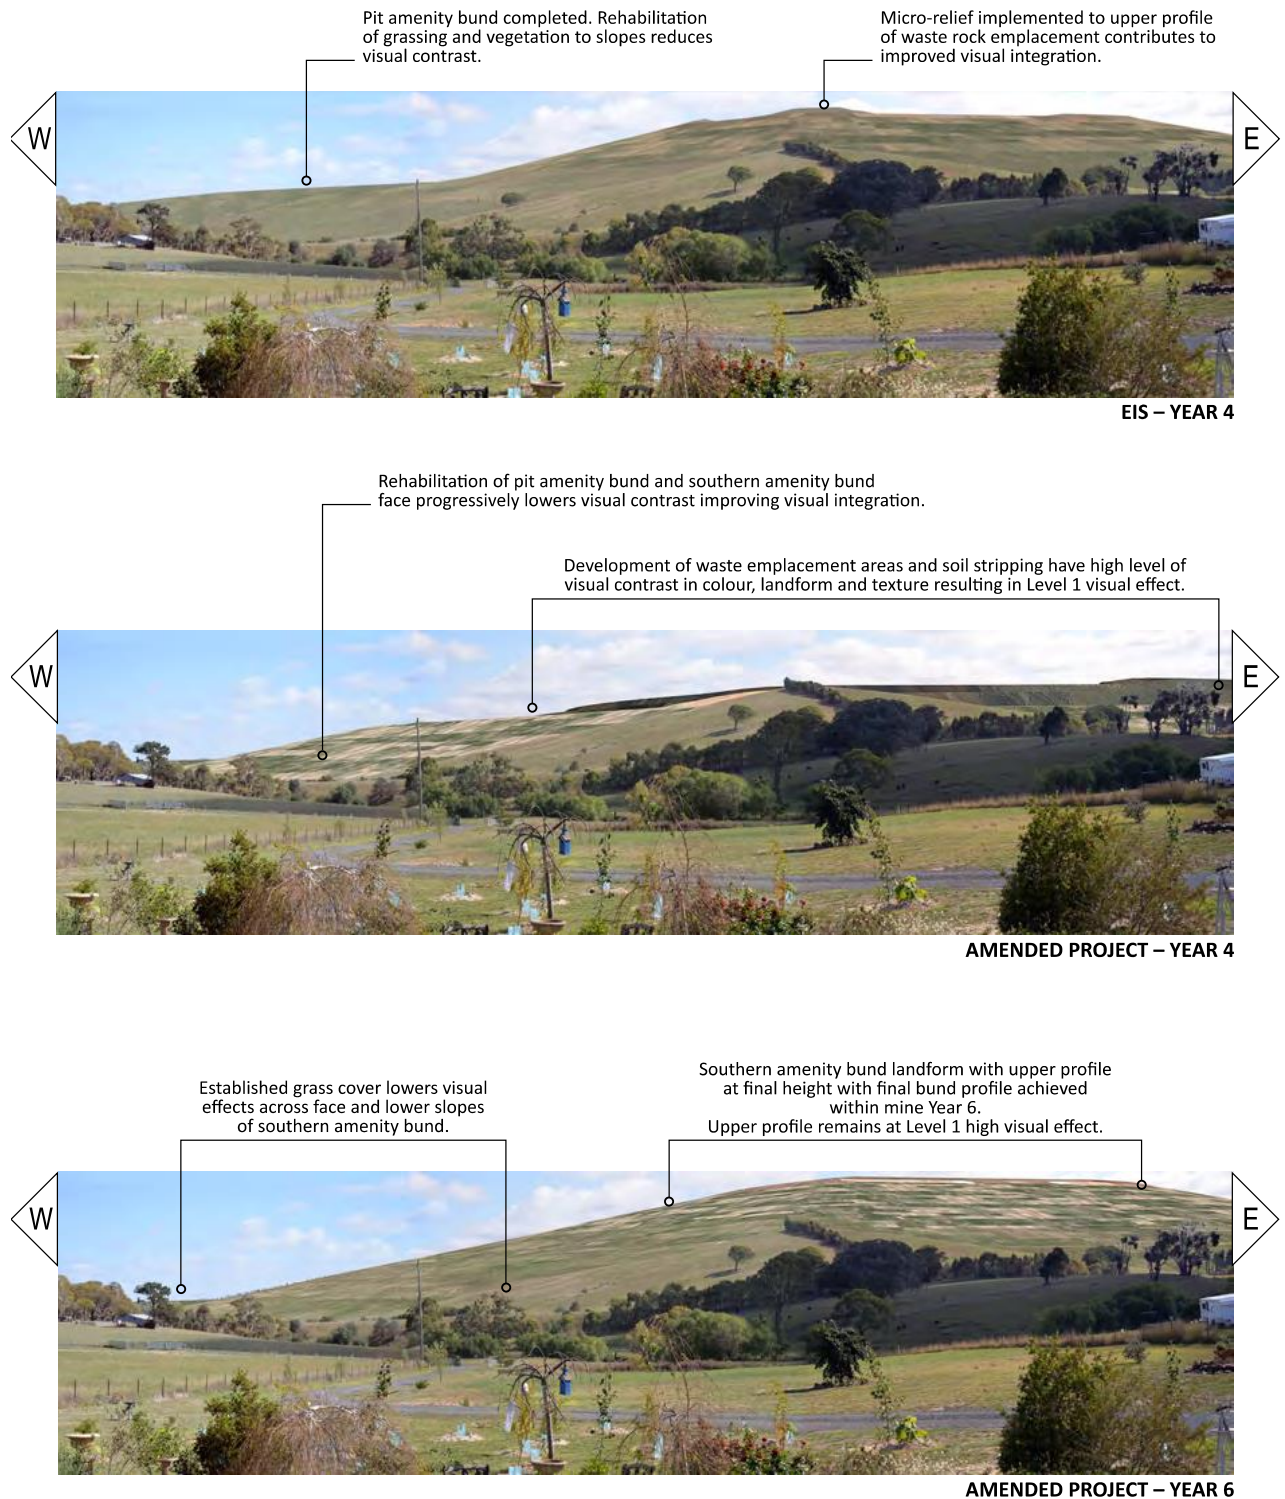 Pit amenity bund completed. Rehabilitation
of grassing and vegetation to slopes reduces
visual contrast.
Micro-relief implemented to upper profile
of waste rock emplacement contributes to
improved visual integration.
W
E
EIS – YEAR 4
Rehabilitation of pit amenity bund and southern amenity bund
face progressively lowers visual contrast improving visual integration.
Development of waste emplacement areas and soil stripping have high level of
visual contrast in colour, landform and texture resulting in Level 1 visual effect.
W
E
AMENDED PROJECT – YEAR 4
Established grass cover lowers visual
effects across face and lower slopes
of southern amenity bund.
Southern amenity bund landform with upper profile
at final height with final bund profile achieved
within mine Year 6.
Upper profile remains at Level 1 high visual effect.
W
E
AMENDED PROJECT – YEAR 6